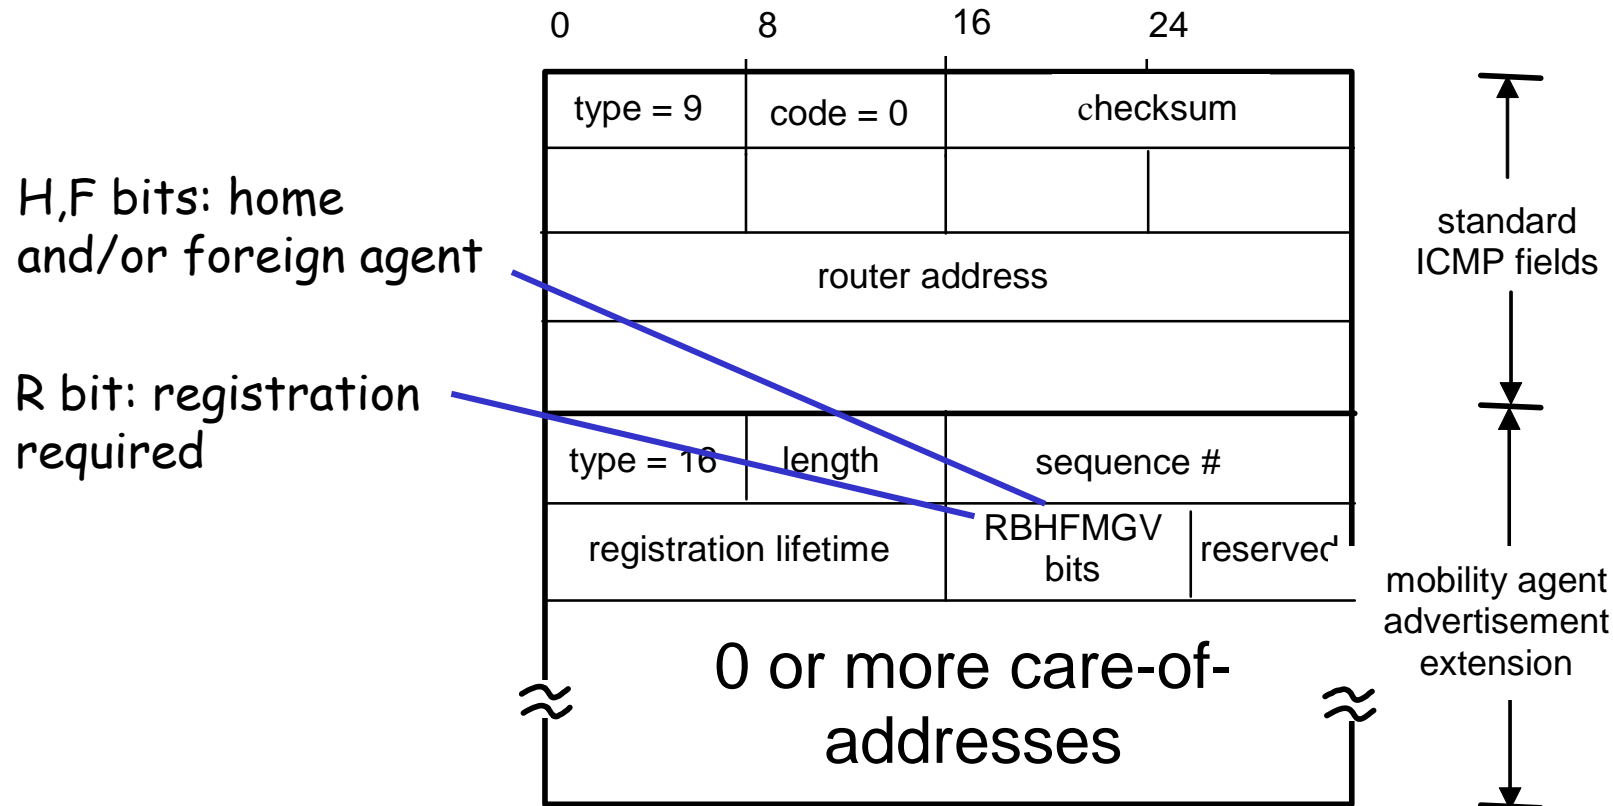 0 8 16 24
type = 9 code = 0 checksum
H,F bits: home
and/or foreign agent
standard
ICMP fields
router address
R bit: registration
required
type = 16 length sequence #
registration lifetime RBHFMGV
bits reserved
mobility agent
advertisement
extension
0 or more care-of-
addresses